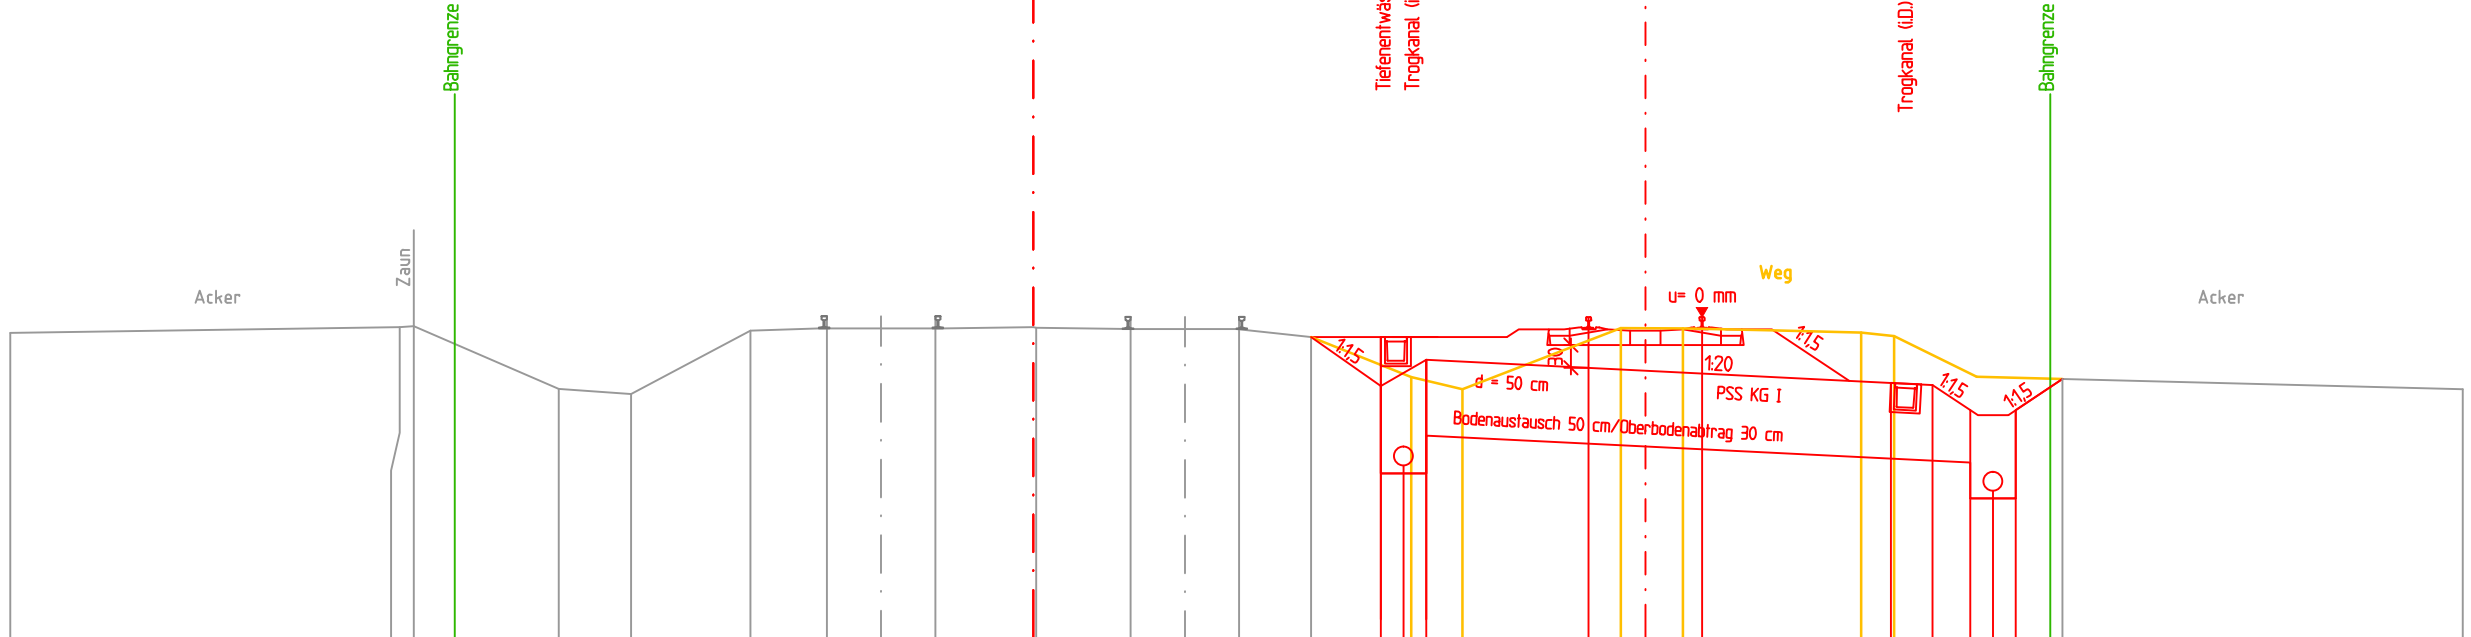 Bahngrenze
Trogkanal (i.D.)
Bahngrenze
Trogkanal
Zaun
Acker
Weg
Acker
u= 0 mm
1:1,5
1:1,5
30
1:20
d = 50 cm
PSS KG I
1:1,5
1:1,5
Bodenaustausch 50 cm/Oberbodenabtrag 30 cm